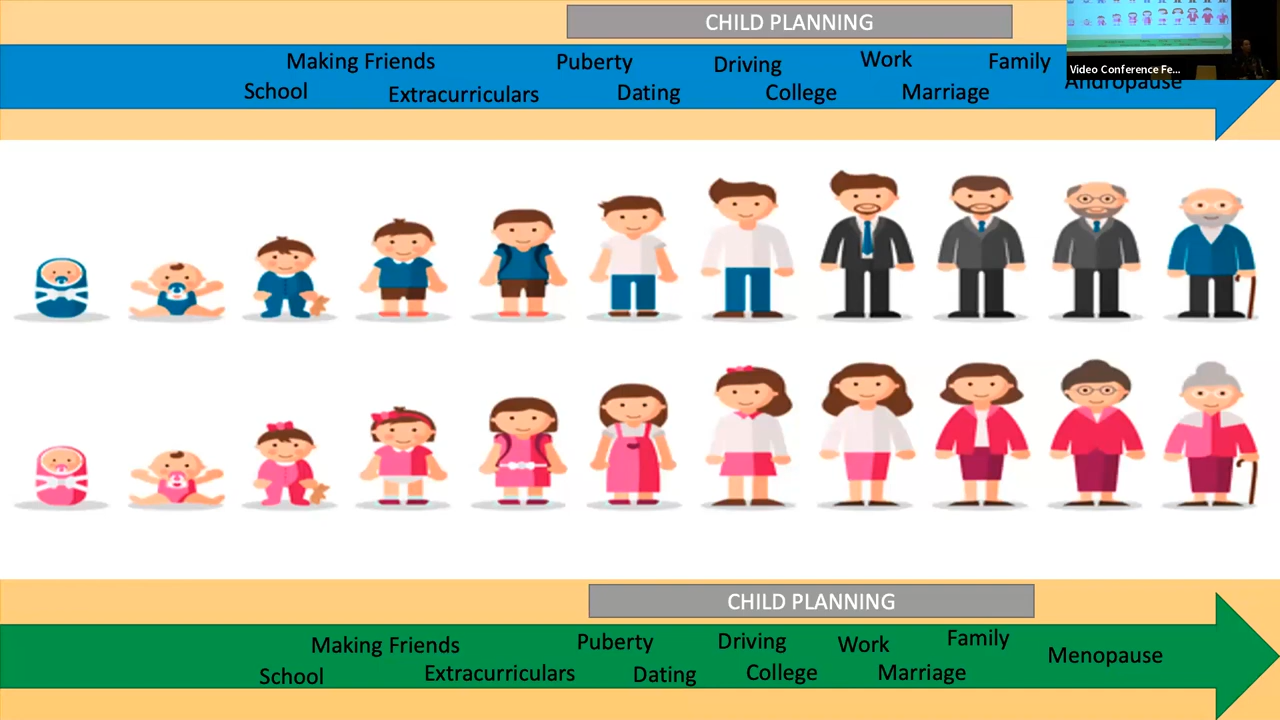 CHILD PLANNING
Making Friends
Puberty
Driving
Work
Family
School
Extracurriculars
Dating
College
Marriage
Andropause
Video Conference Fe...
CHILD PLANNING
Making Friends
Puberty
Driving
Work
Family
School
Extracurriculars
Dating
College
Marriage
Menopause